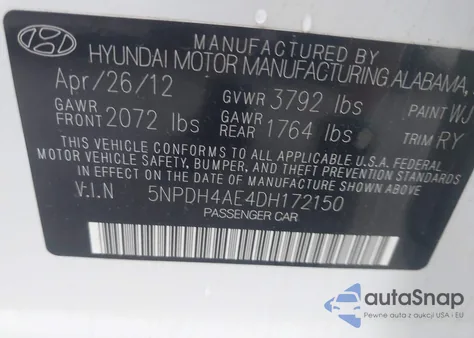 MANUFACTURED BY
HYUNDAI MOTOR MANUFACTURING ALABAMA,
Apr/26/12 GVWR 3792 lbs PAINT WJ
GAWR FRONT 2072 lbs GAWR REAR 1764 lbs TRIM RY
THIS VEHICLE CONFORMS TO ALL APPLICABLE U.S.A. FEDERAL
MOTOR VEHICLE SAFETY, BUMPER, AND THEFT PREVENTION STANDARDS
IN EFFECT ON THE DATE OF MANUFACTURE SHOWN ABOVE.
V.I.N 5NPDH4AE4DH172150
PASSENGER CAR
autoSnap
Pewne auta z aukcji USA i EU